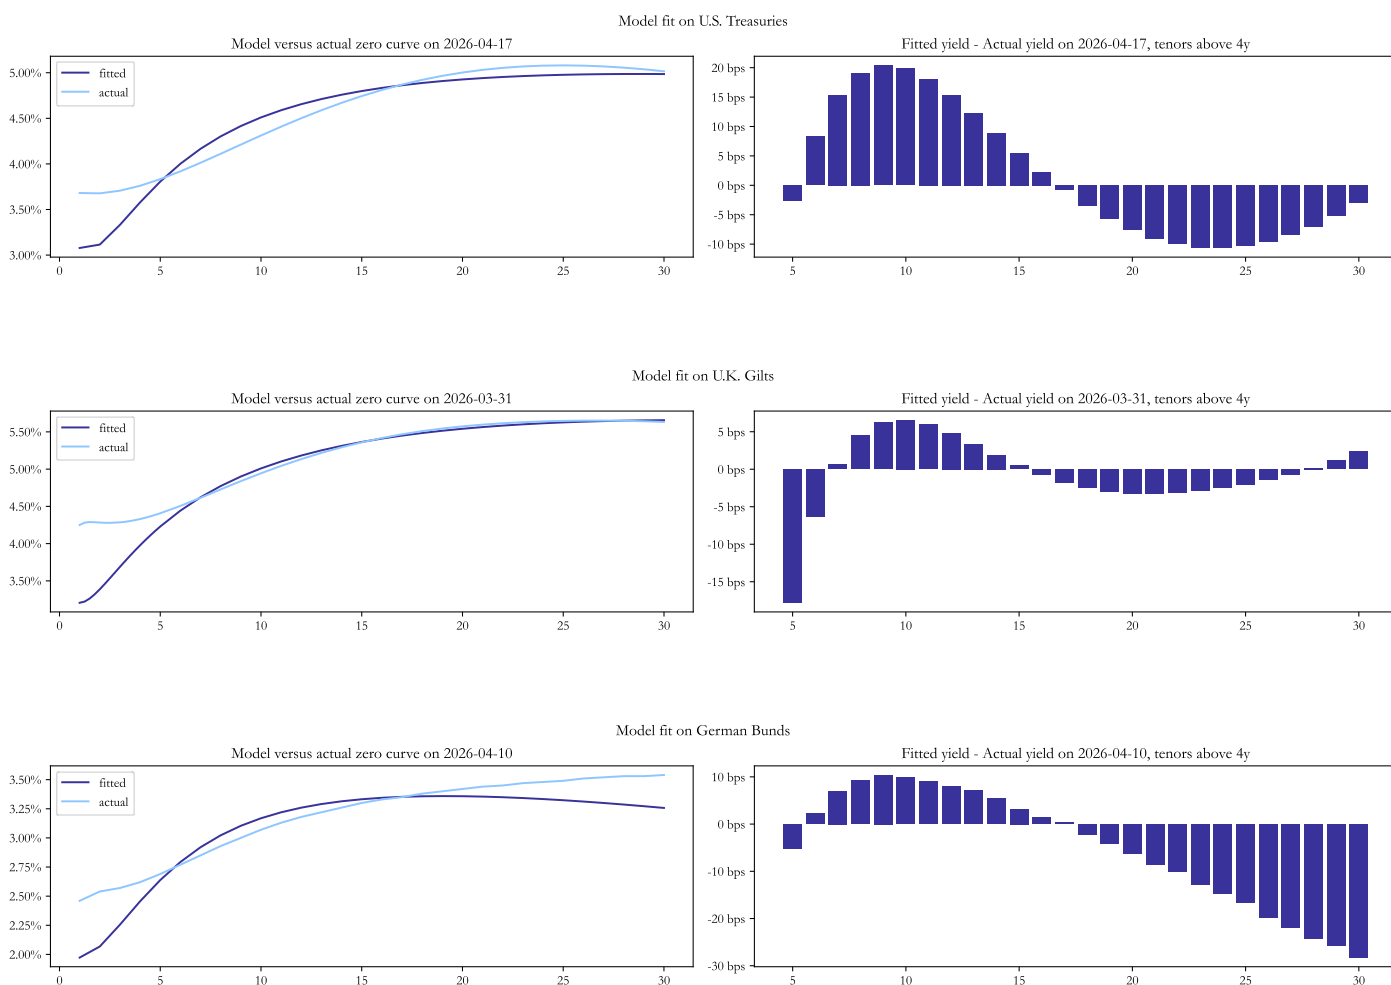 Model fit on U.S. Treasuries
Model versus actual zero curve on 2026-04-17
fitted
actual
5.00%
4.50%
4.00%
3.50%
3.00%
0 5 10 15 20 25 30
Fitted yield - Actual yield on 2026-04-17, tenors above 4y
20 bps
15 bps
10 bps
5 bps
0 bps
-5 bps
-10 bps
5 10 15 20 25 30
Model fit on U.K. Gilts
Model versus actual zero curve on 2026-03-31
fitted
actual
5.50%
5.00%
4.50%
4.00%
3.50%
0 5 10 15 20 25 30
Fitted yield - Actual yield on 2026-03-31, tenors above 4y
5 bps
0 bps
-5 bps
-10 bps
-15 bps
5 10 15 20 25 30
Model fit on German Bunds
Model versus actual zero curve on 2026-04-10
fitted
actual
3.50%
3.25%
3.00%
2.75%
2.50%
2.25%
2.00%
0 5 10 15 20 25 30
Fitted yield - Actual yield on 2026-04-10, tenors above 4y
10 bps
0 bps
-10 bps
-20 bps
-30 bps
5 10 15 20 25 30